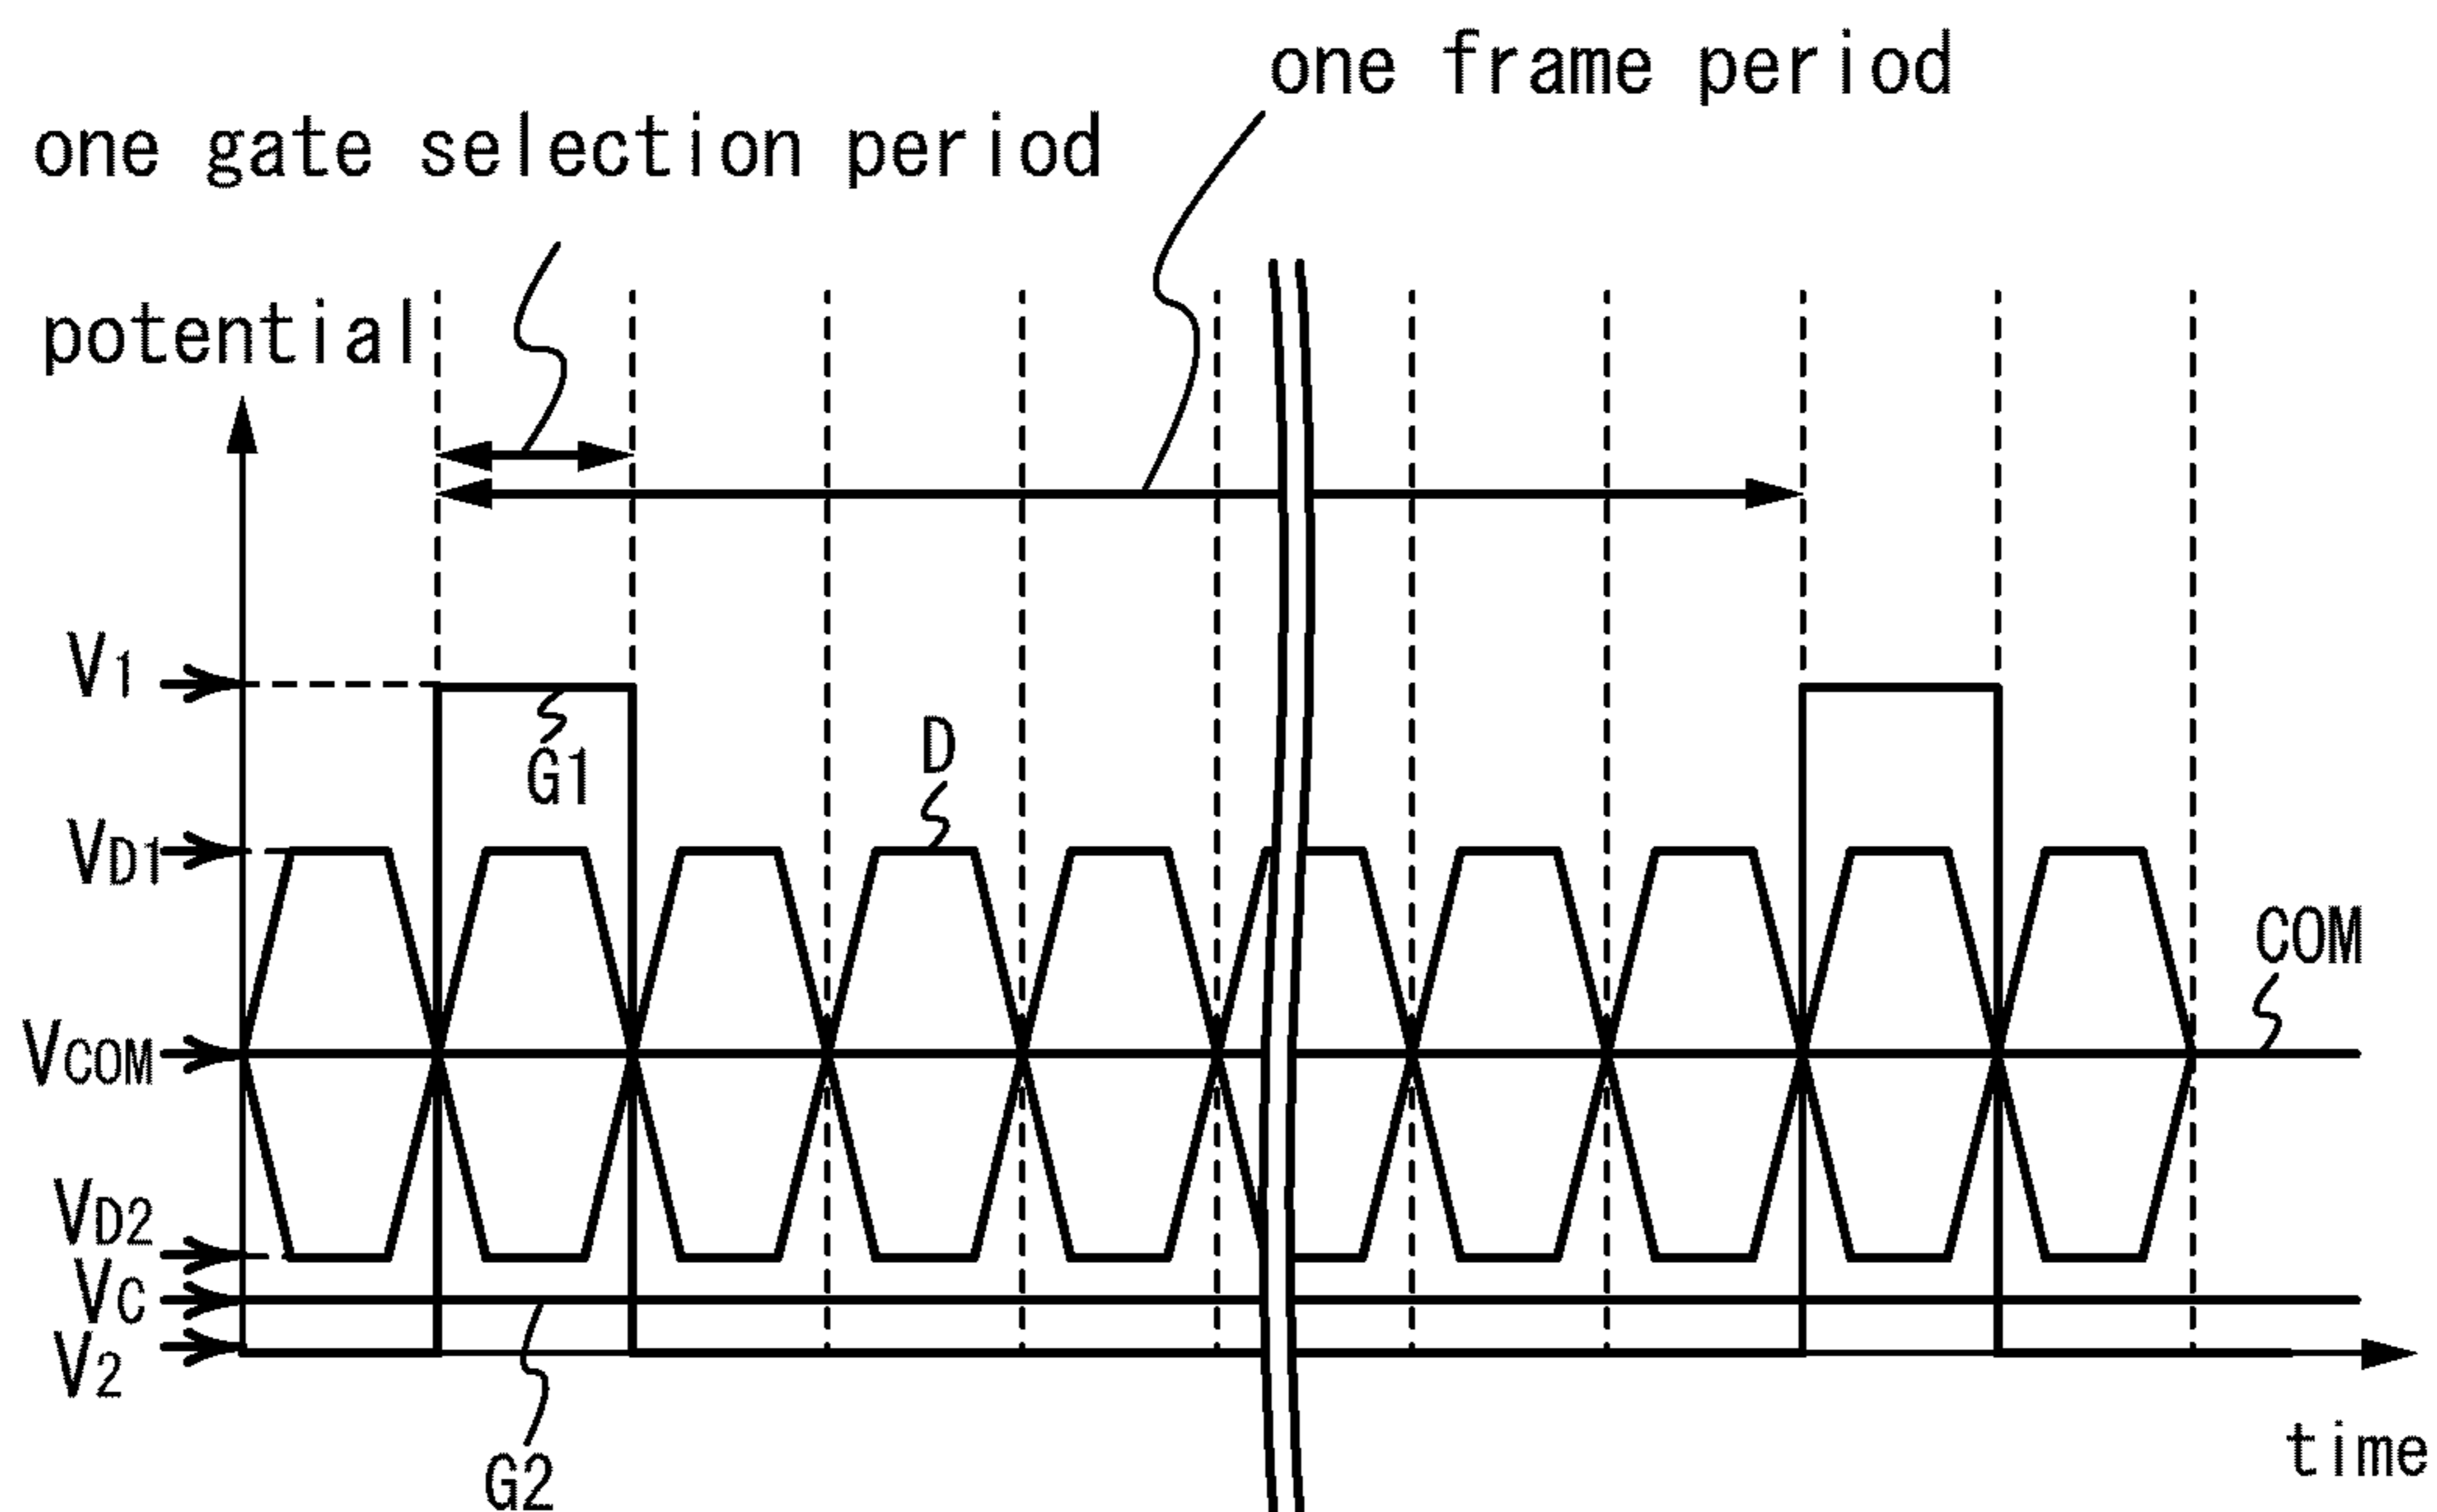 one frame period
one gate selection period
potential
V1
G1
D
VD1
COM
VCOM
VD2
VC
V2
time
G2